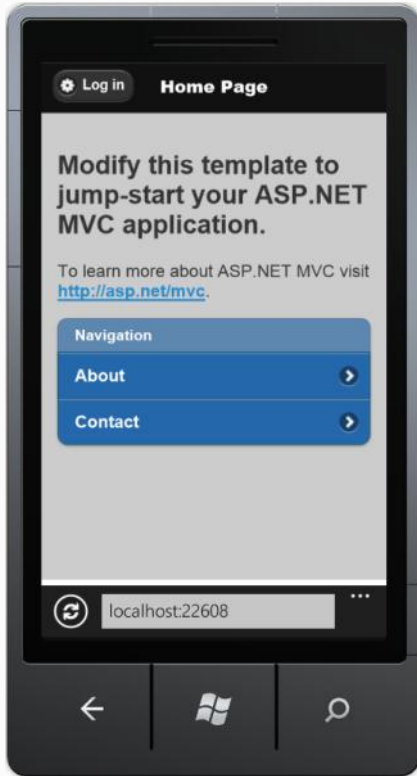 Log in
Home Page
Modify this template to
jump-start your ASP.NET
MVC application.
To learn more about ASP.NET MVC visit
http://asp.net/mvc.
Navigation
About
Contact
localhost:22608